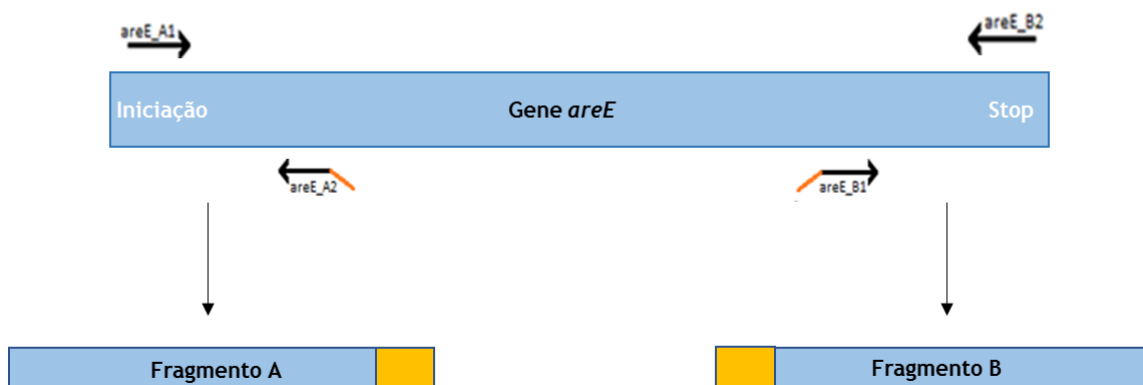 areE_A1
areE_B2
Iniciação Gene areE Stop
areE_A2
areE_B1
Fragmento A
Fragmento B